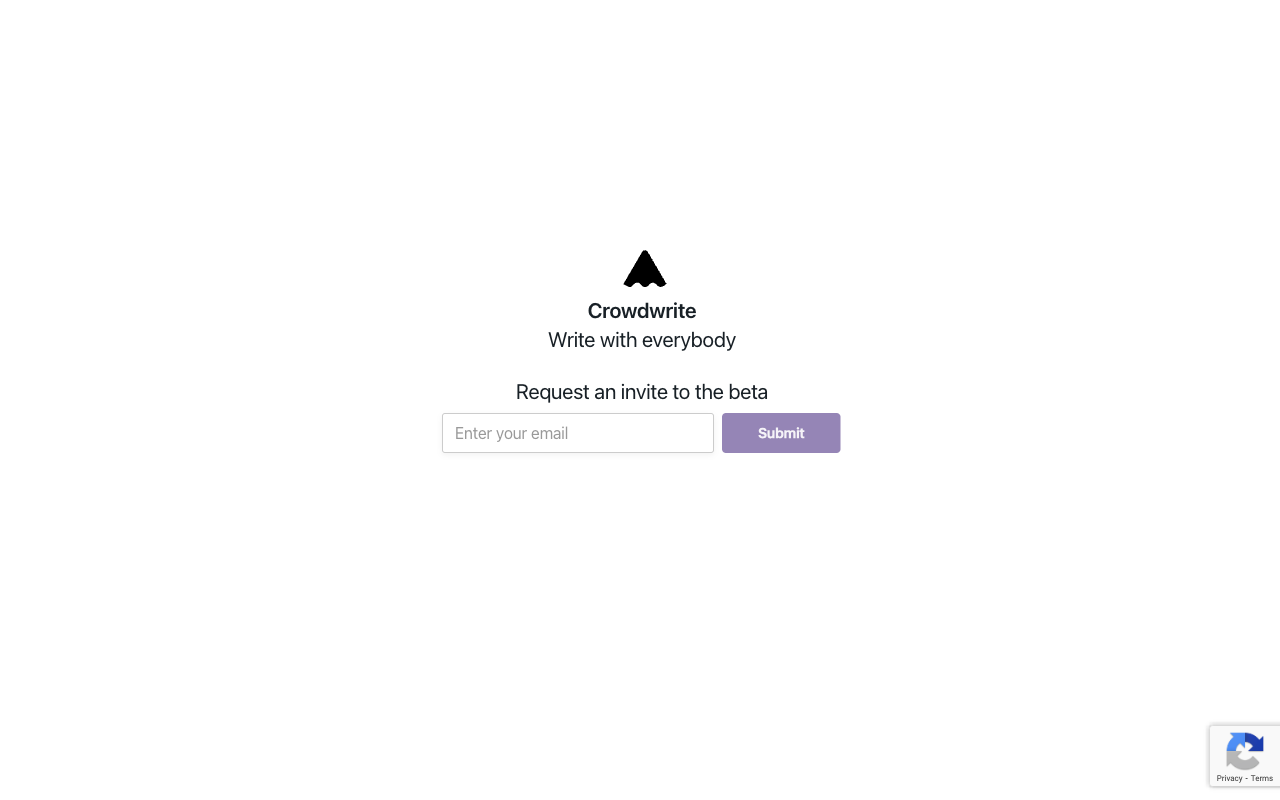 Crowdwrite
Write with everybody
Request an invite to the beta
Enter your email
Submit
Privacy - Terms